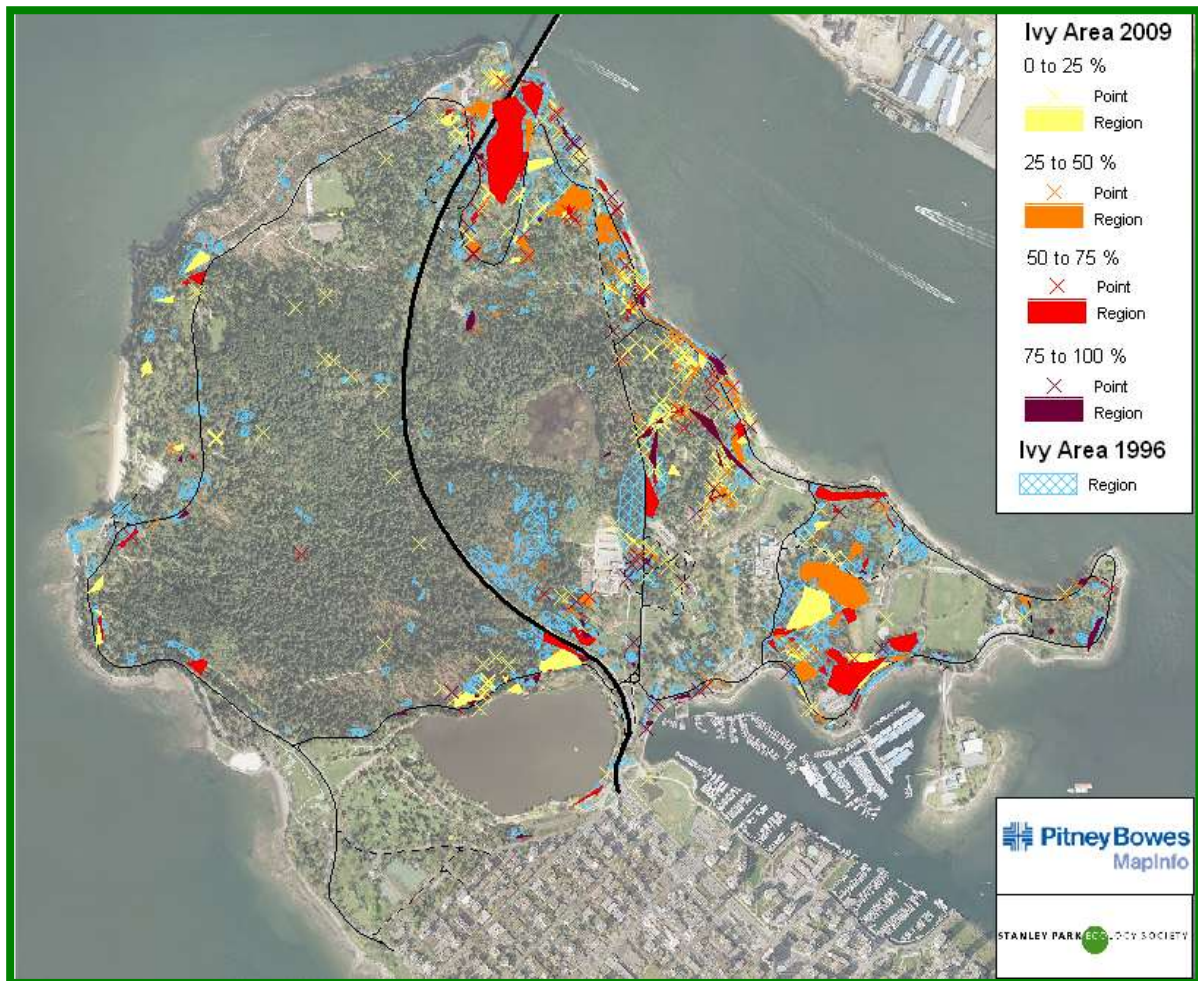 Ivy Area 2009
0 to 25 %
Point
Region
25 to 50 %
Point
Region
50 to 75 %
Point
Region
75 to 100 %
Point
Region
Ivy Area 1996
Region
Pitney Bowes
MapInfo
STANLEY PARK ECOLOGY SOCIETY